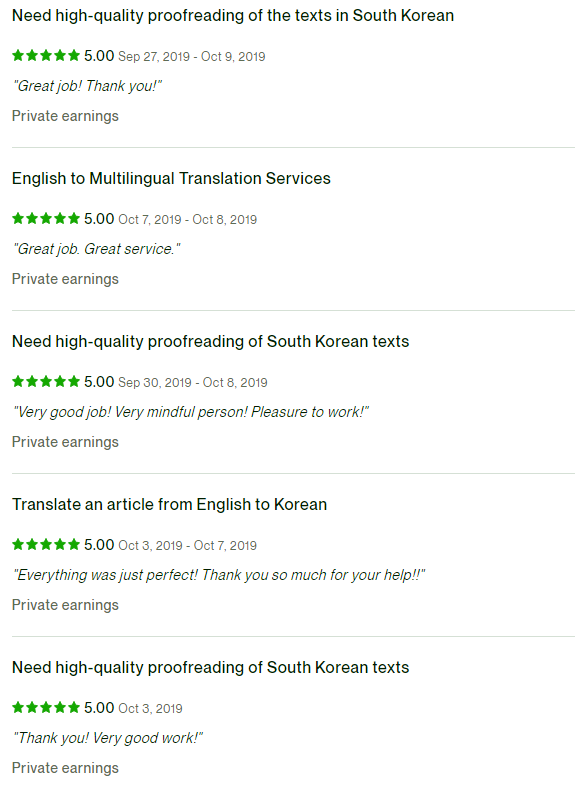 Need high-quality proofreading of the texts in South Korean
5.00 Sep 27, 2019 - Oct 9, 2019
"Great job! Thank you!"
Private earnings
English to Multilingual Translation Services
5.00 Oct 7, 2019 - Oct 8, 2019
"Great job. Great service."
Private earnings
Need high-quality proofreading of South Korean texts
5.00 Sep 30, 2019 - Oct 8, 2019
"Very good job! Very mindful person! Pleasure to work!"
Private earnings
Translate an article from English to Korean
5.00 Oct 3, 2019 - Oct 7, 2019
"Everything was just perfect! Thank you so much for your help!!"
Private earnings
Need high-quality proofreading of South Korean texts
5.00 Oct 3, 2019
"Thank you! Very good work!"
Private earnings